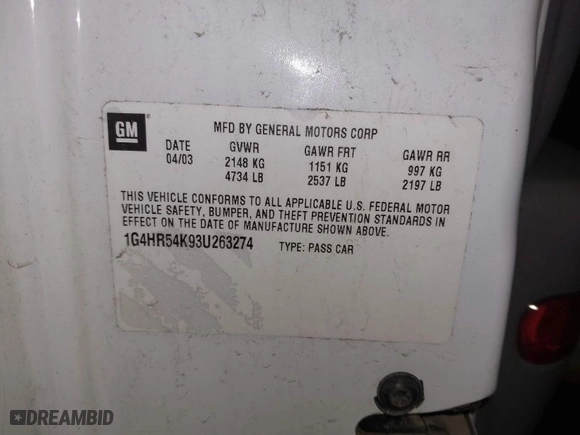 GM
MFD BY GENERAL MOTORS CORP
DATE GVWR GAWR FRT GAWR RR
04/03 2148 KG 1151 KG 997 KG
4734 LB 2537 LB 2197 LB
THIS VEHICLE CONFORMS TO ALL APPLICABLE U.S. FEDERAL MOTOR
VEHICLE SAFETY, BUMPER, AND THEFT PREVENTION STANDARDS IN
EFFECT ON THE DATE OF MANUFACTURE SHOWN ABOVE.
1G4HR54K93U263274 TYPE: PASS CAR
DREAMBID